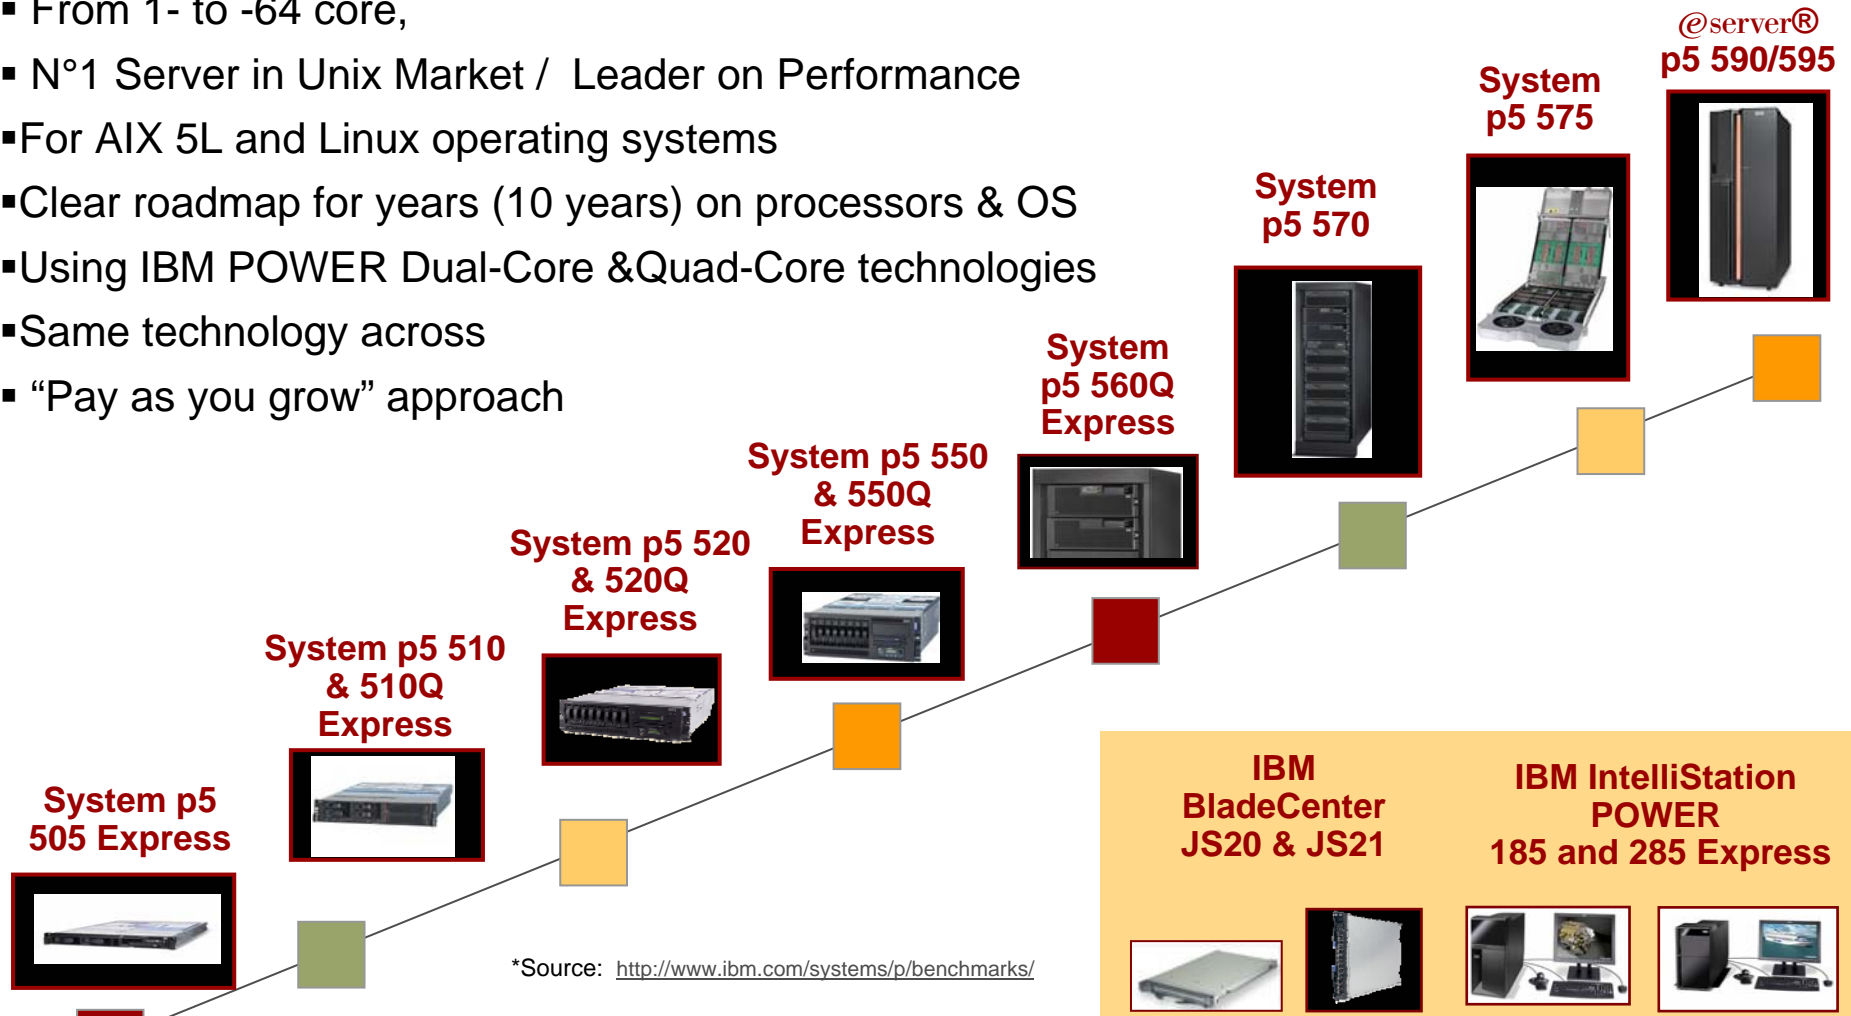 ▪ From 1- to -64 core,
▪ N°1 Server in Unix Market / Leader on Performance
▪For AIX 5L and Linux operating systems
▪Clear roadmap for years (10 years) on processors & OS
▪Using IBM POWER Dual-Core &Quad-Core technologies
▪Same technology across
▪ “Pay as you grow” approach
eserver®
p5 590/595
System
p5 575
System
p5 570
System
p5 560Q
Express
System p5 550
& 550Q
Express
System p5 520
& 520Q
Express
System p5 510
& 510Q
Express
System p5
505 Express
*Source: http://www.ibm.com/systems/p/benchmarks/
IBM
BladeCenter
JS20 & JS21
IBM IntelliStation
POWER
185 and 285 Express